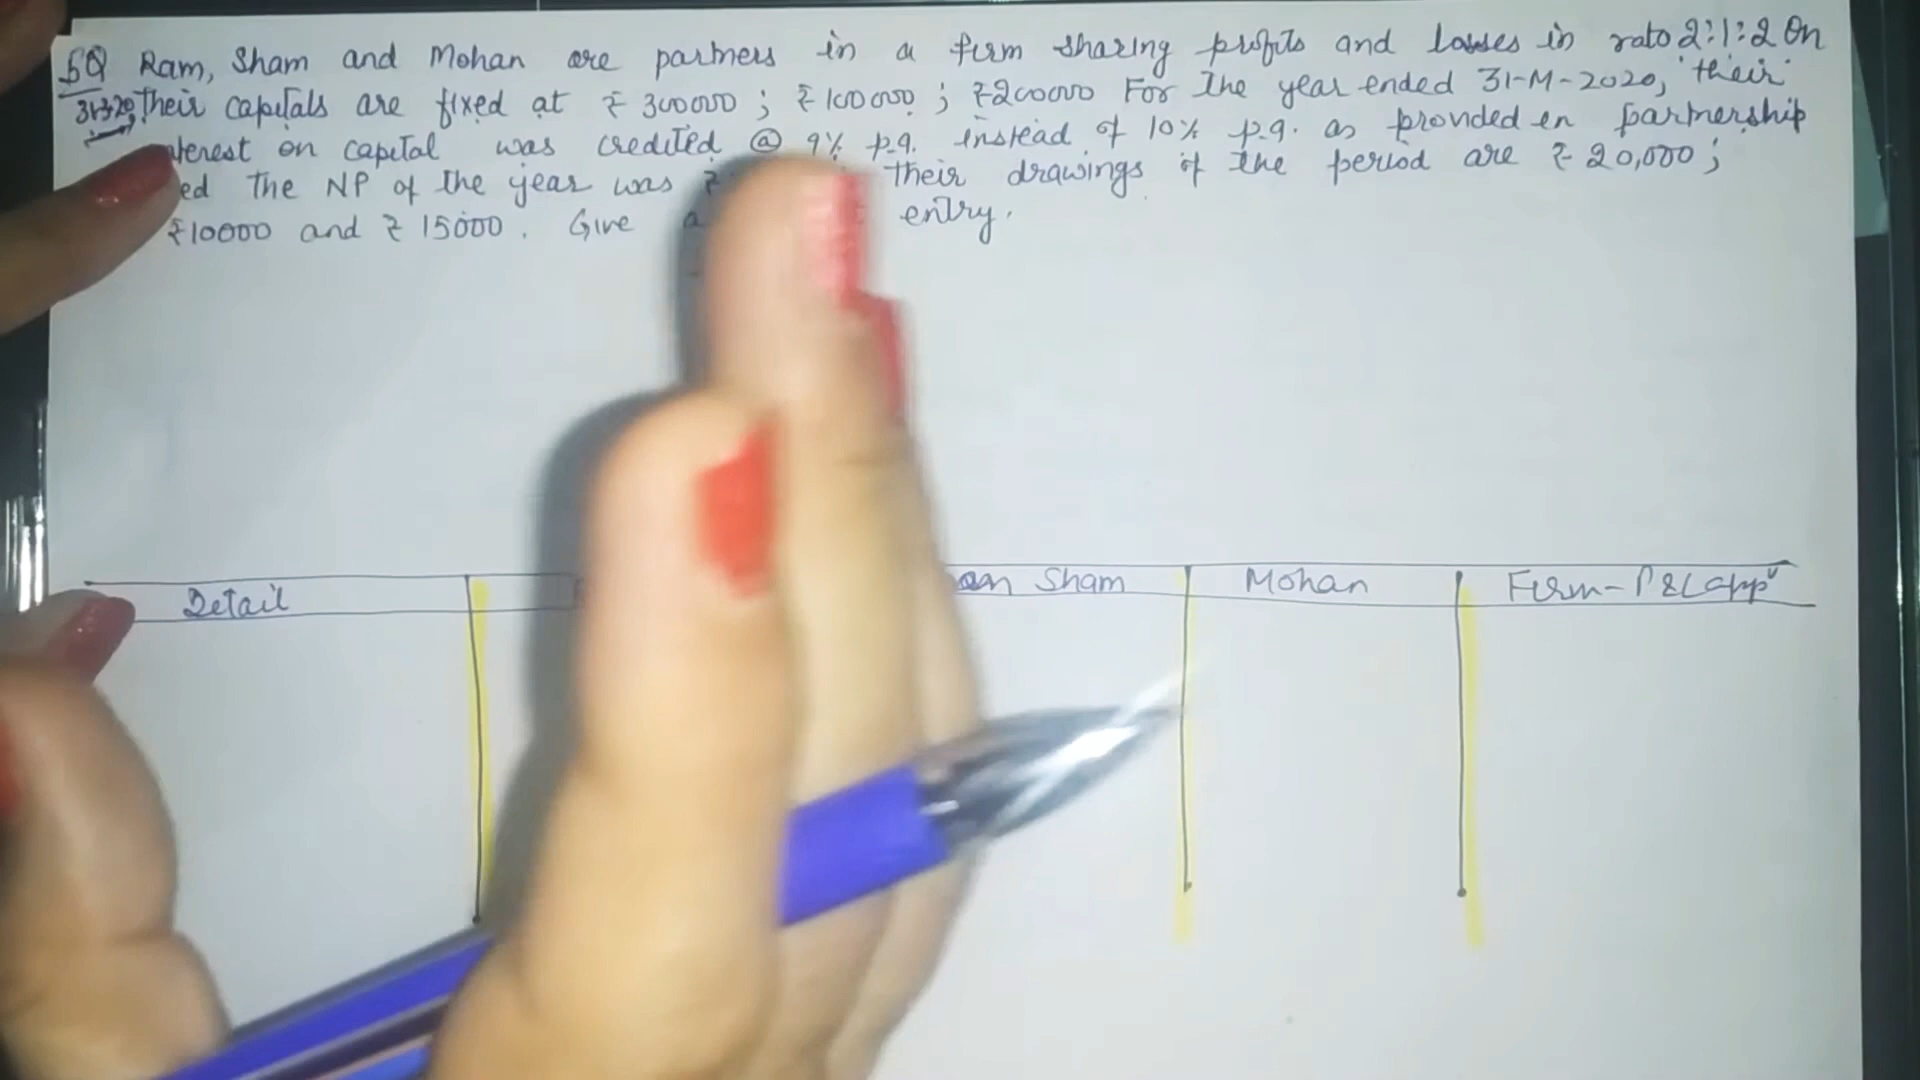 6Q Ram, Sham and Mohan are partners in a firm sharing profits and losses in rato 2:1:2 On
31-3-20, Their capitals are fixed at ₹ 300000 ; ₹ 100000 ; ₹200000 For the year ended 31-M-2020, their
nterest on capital was credited @ 9% p.a. instead of 10% p.a. as provided in partnership
ed The NP of the year was ₹ their drawings of the period are ₹ 20,000 ;
₹10000 and ₹ 15000. Give a entry.
Detail Sham Mohan Firm-P&L app